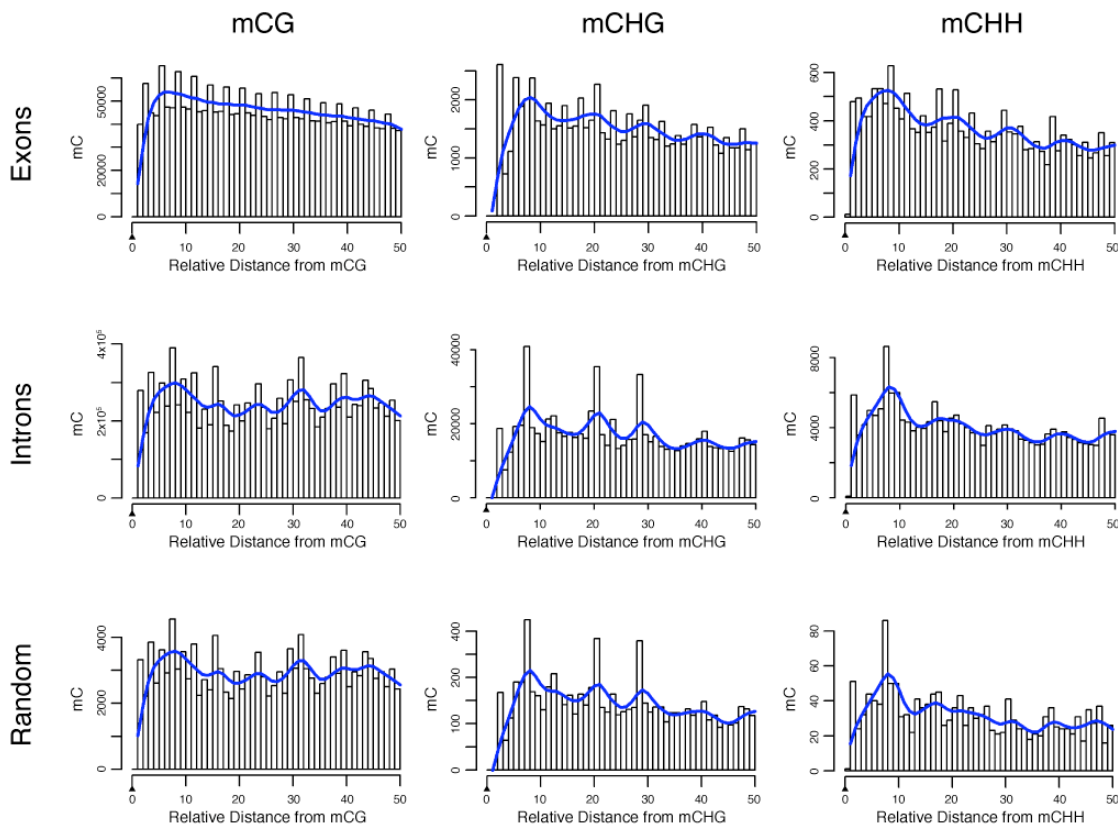 mCG mCHG mCHH
Exons
mC
50000
20000
0
0 10 20 30 40 50
Relative Distance from mCG
mC
2000
1000
0
0 10 20 30 40 50
Relative Distance from mCHG
mC
600
400
200
0
0 10 20 30 40 50
Relative Distance from mCHH
Introns
mC
4x10⁵
2x10⁵
0
0 10 20 30 40 50
Relative Distance from mCG
mC
40000
20000
0
0 10 20 30 40 50
Relative Distance from mCHG
mC
8000
4000
0
0 10 20 30 40 50
Relative Distance from mCHH
Random
mC
4000
2000
0
0 10 20 30 40 50
Relative Distance from mCG
mC
400
200
100
0
0 10 20 30 40 50
Relative Distance from mCHG
mC
80
60
40
20
0
0 10 20 30 40 50
Relative Distance from mCHH